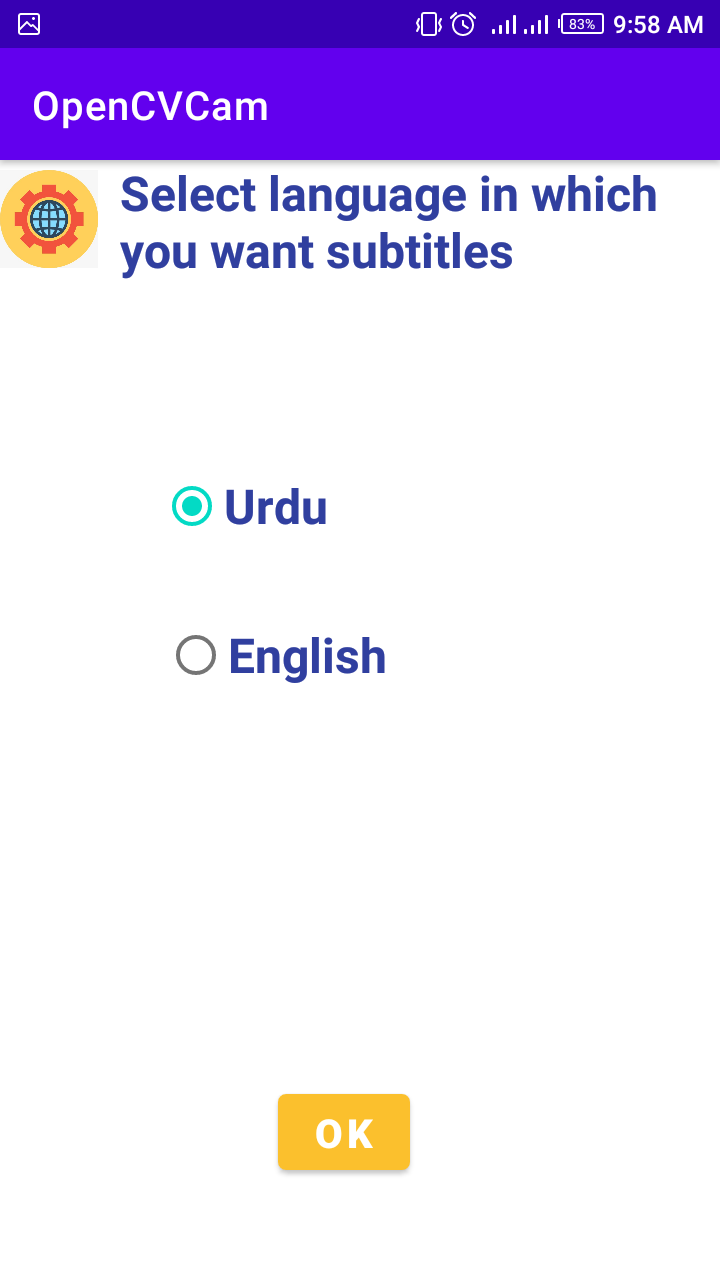 83% 9:58 AM
OpenCVCam
Select language in which
you want subtitles
Urdu
English
OK